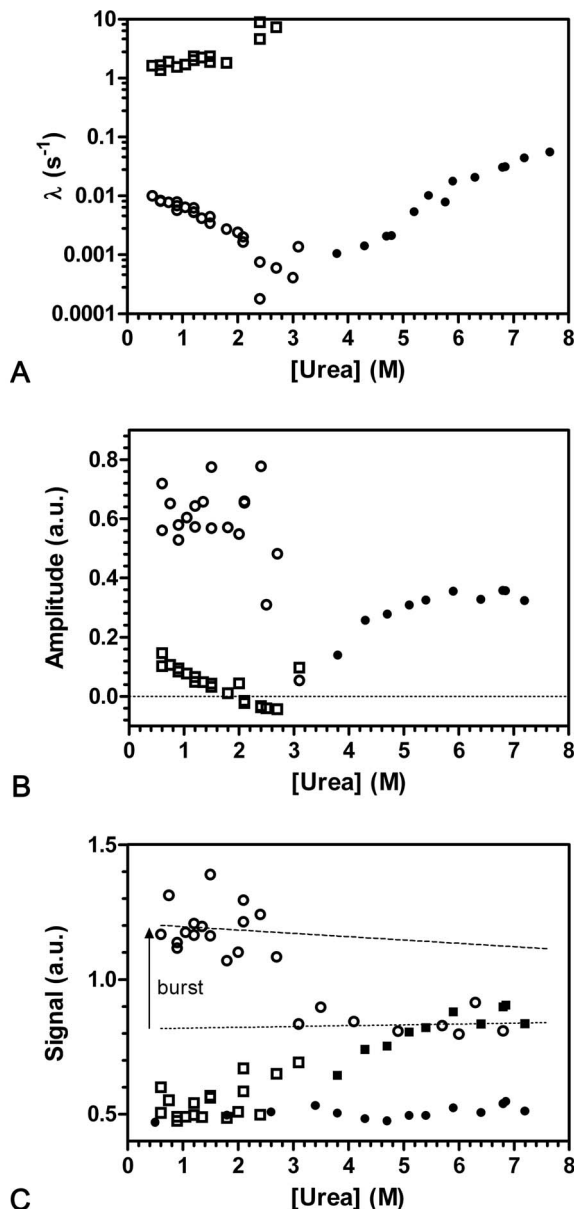 10
1
0.1
0.01
0.001
0.0001
λ (s⁻¹)
0 1 2 3 4 5 6 7 8
[Urea] (M)
A
0.8
0.6
0.4
0.2
0.0
Amplitude (a.u.)
0 1 2 3 4 5 6 7 8
[Urea] (M)
B
1.5
1.0
0.5
Signal (a.u.)
burst
0 1 2 3 4 5 6 7 8
[Urea] (M)
C